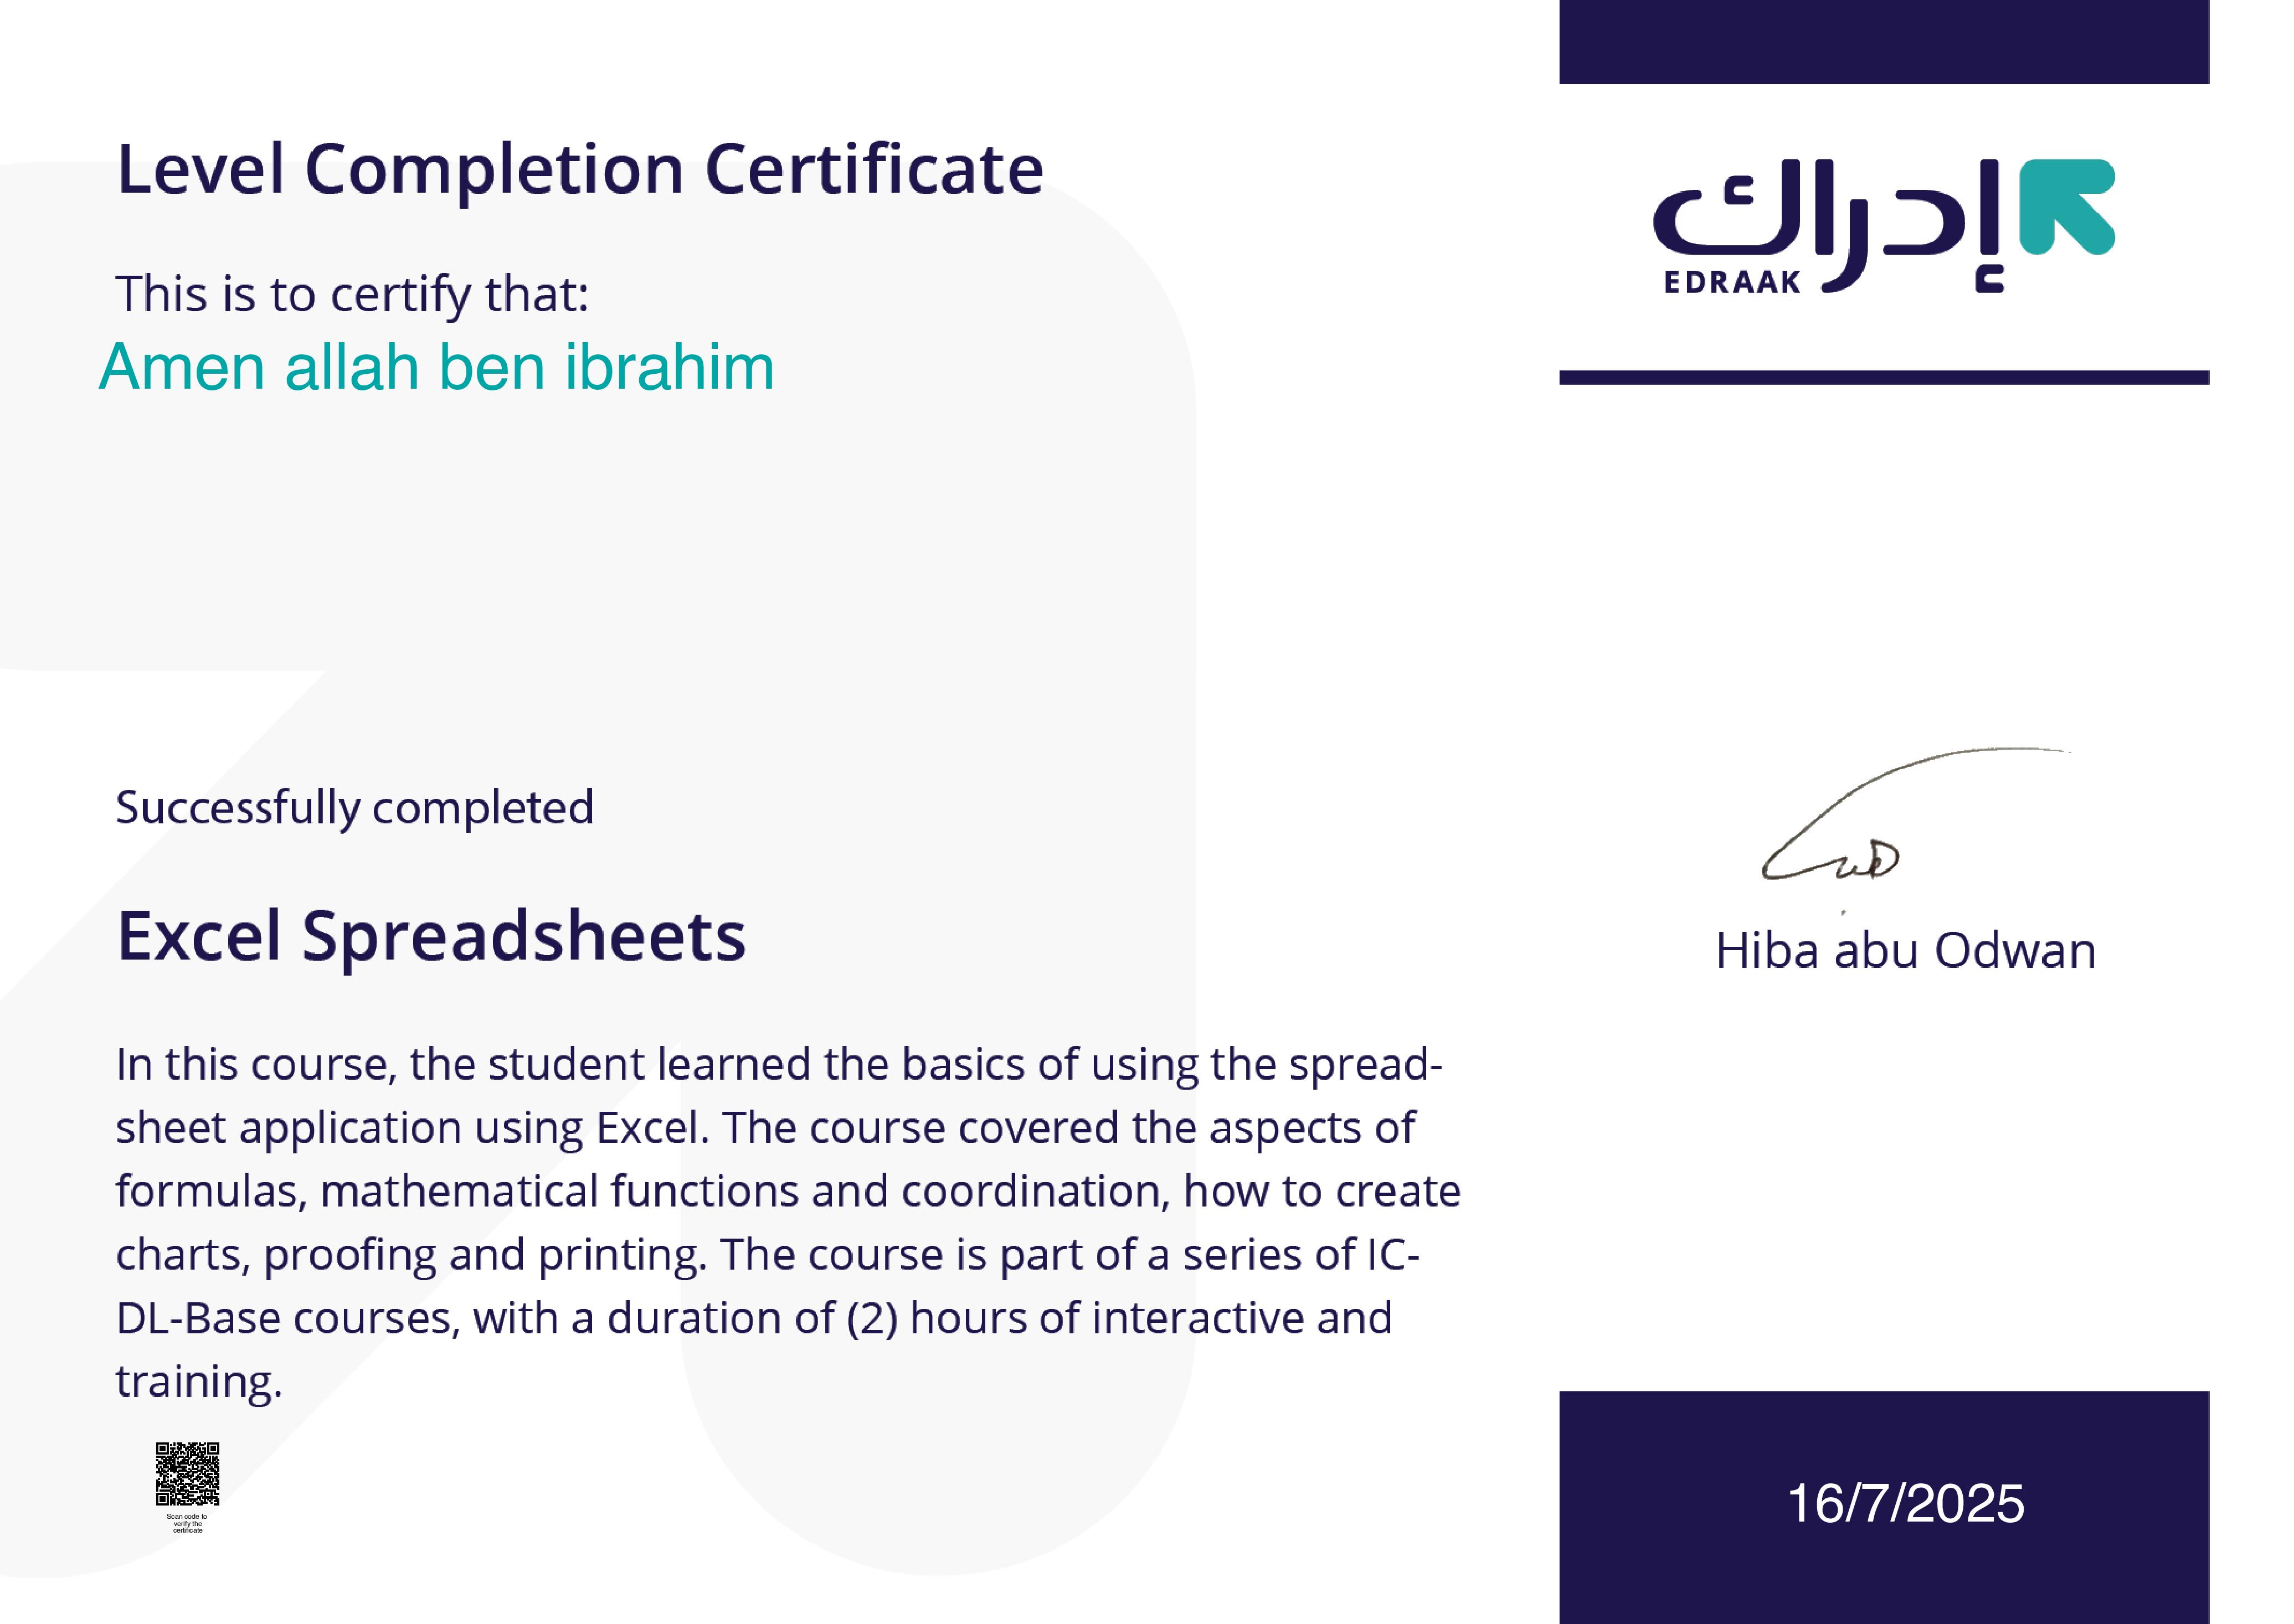 Level Completion Certificate
This is to certify that:
Amen allah ben ibrahim
Successfully completed
Excel Spreadsheets
In this course, the student learned the basics of using the spread-
sheet application using Excel. The course covered the aspects of
formulas, mathematical functions and coordination, how to create
charts, proofing and printing. The course is part of a series of IC-
DL-Base courses, with a duration of (2) hours of interactive and
training.
Scan code to
verify the
certificate
إدراك
EDRAAK
Hiba abu Odwan
16/7/2025